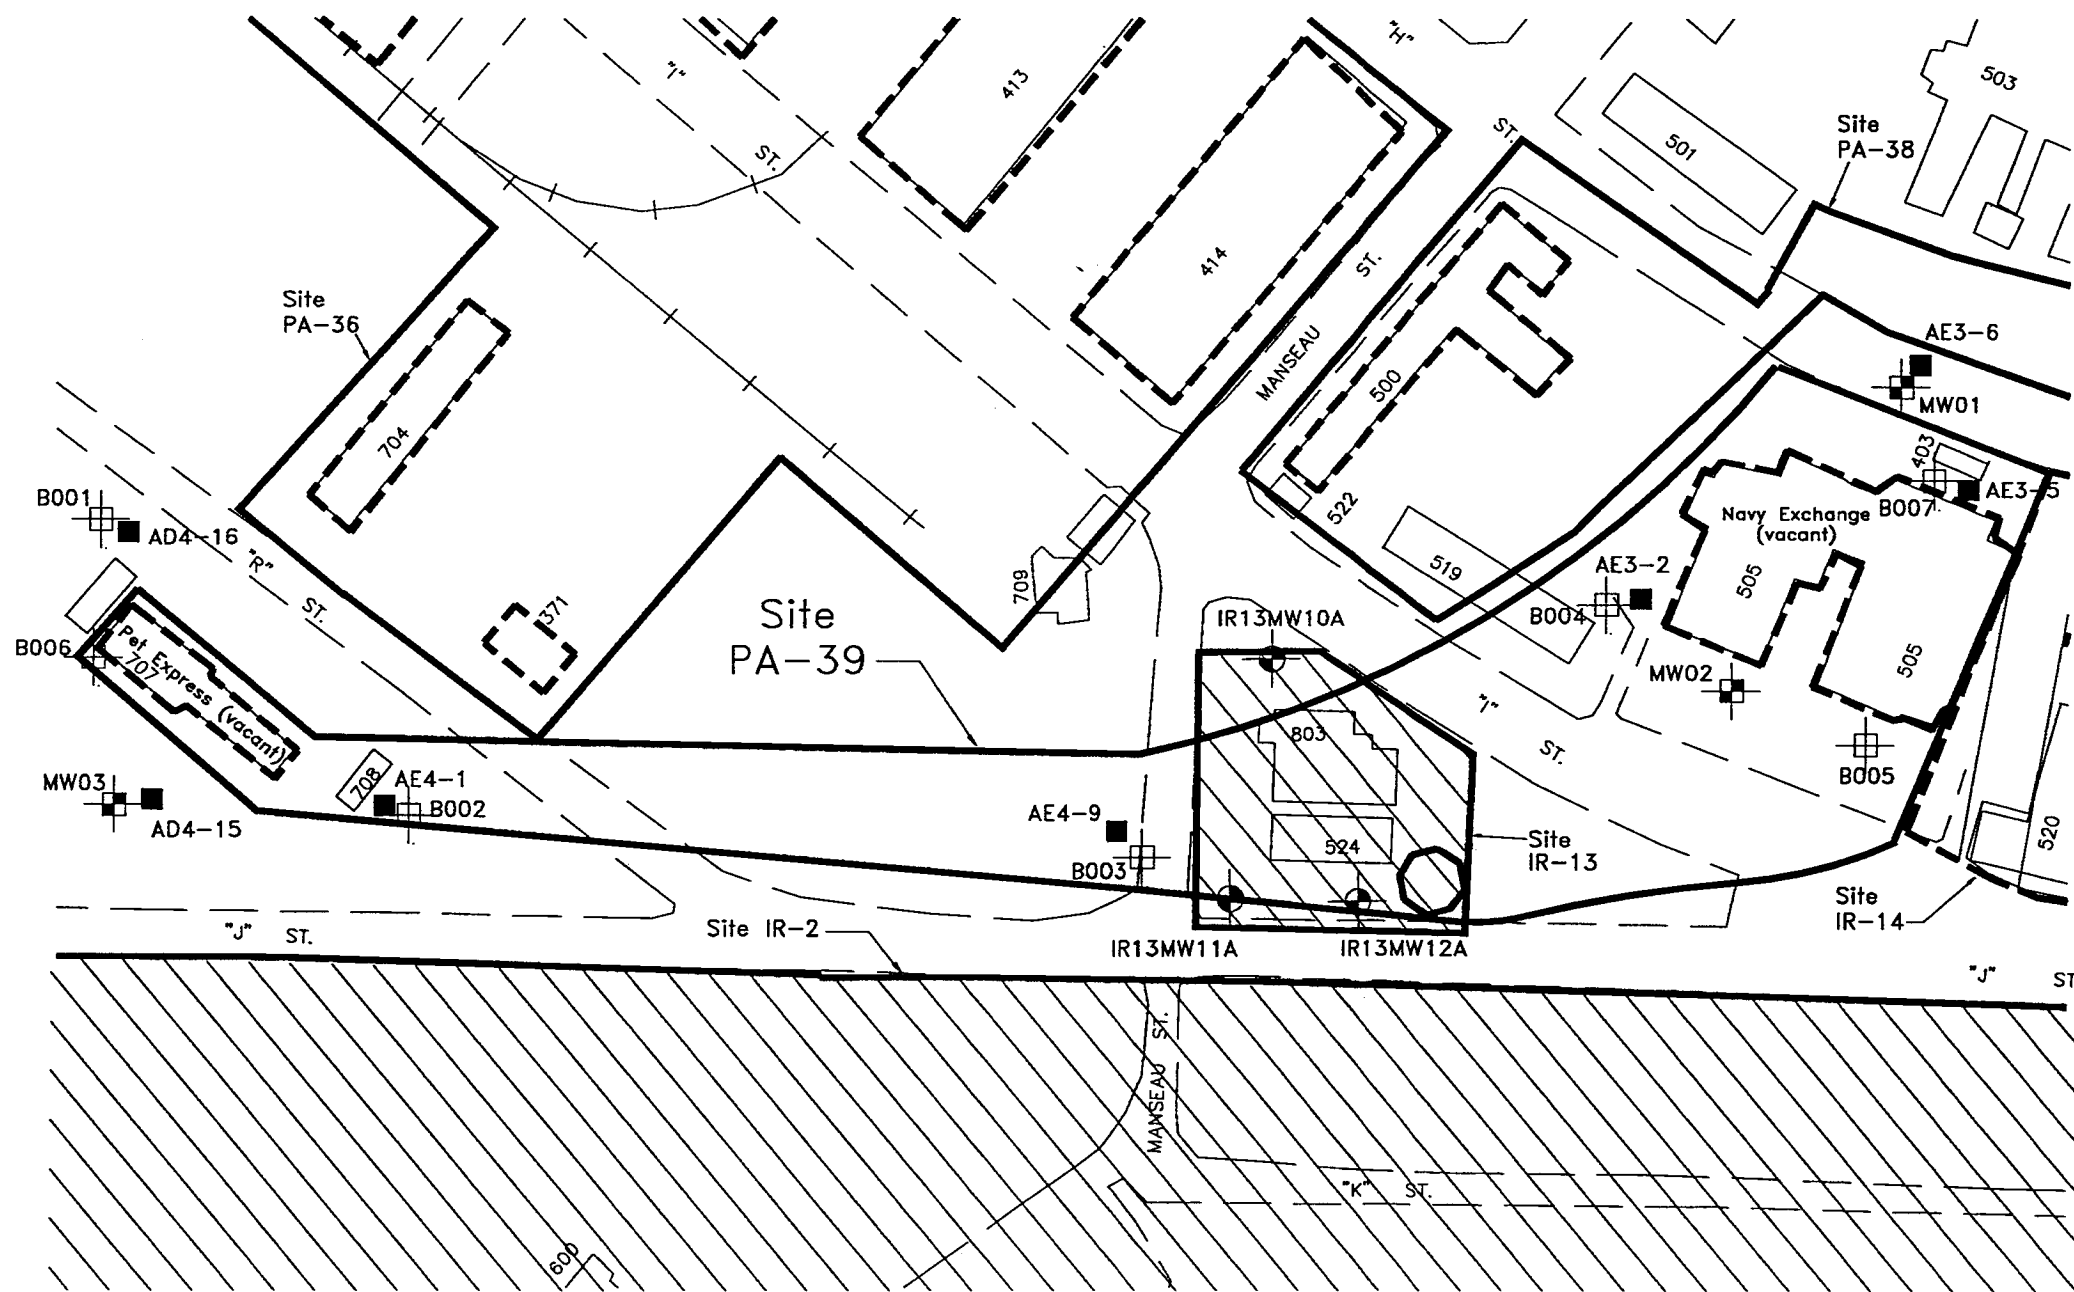 "H"
"I"
ST.
413
503
Site
PA-38
ST.
501
414
ST.
MANSEAU
Site
PA-36
AE3-6
MW01
500
704
403
522
B001
AD4-16
AE3-5
B007
Navy Exchange
(vacant)
505
505
"R"
ST.
519
AE3-2
B004
709
371
Site
PA-39
IR13MW10A
B006
Pet Express (vacant)
707
MW02
"I"
ST.
803
B005
708
MW03
AD4-15
AE4-1
B002
AE4-9
B003
524
Site
IR-13
520
Site
IR-14
"J" ST.
Site IR-2
IR13MW11A
IR13MW12A
"J" ST
MANSEAU ST.
"K" ST.
600